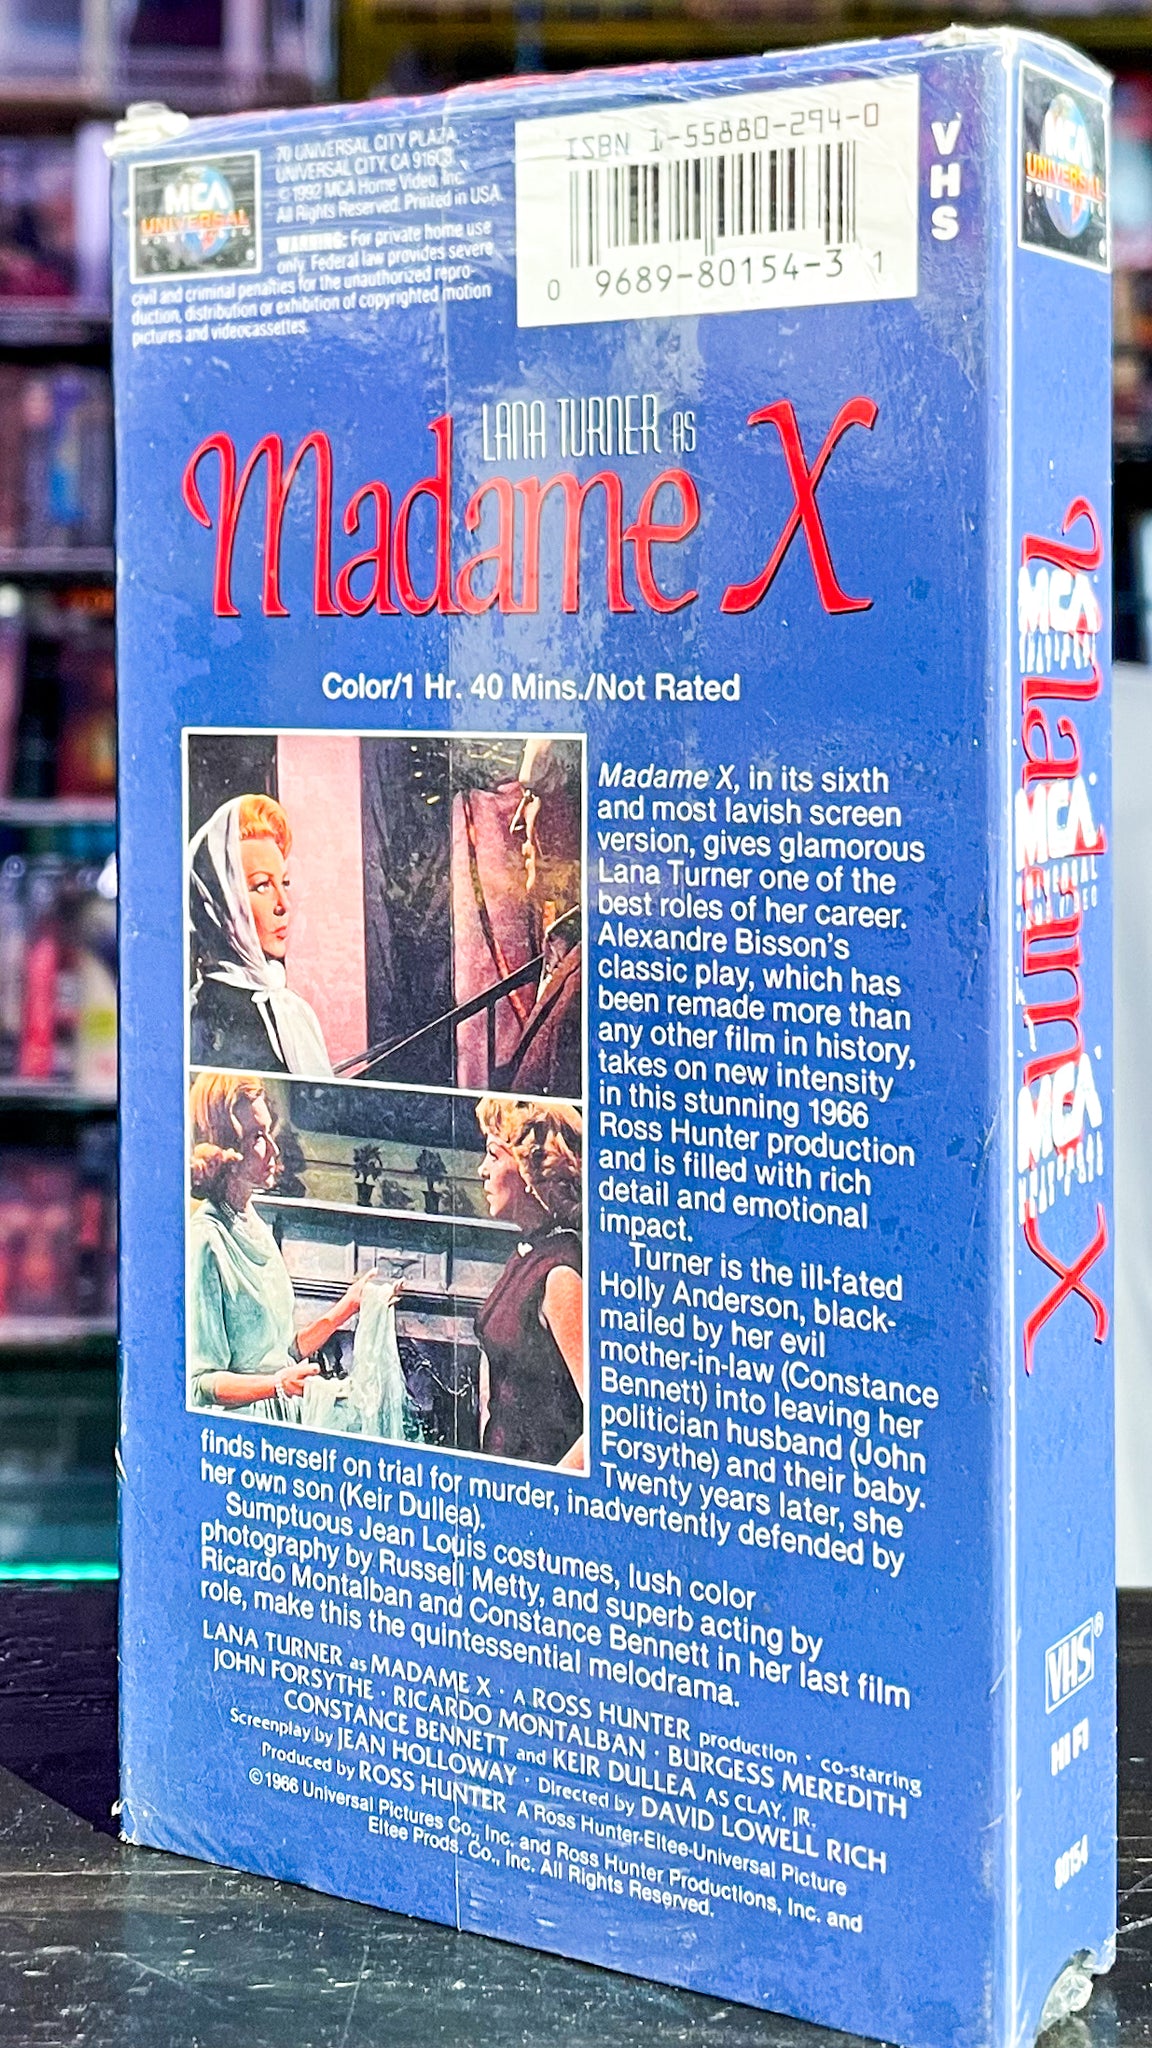 MCA
UNIVERSAL
HOME VIDEO
70 UNIVERSAL CITY PLAZA
UNIVERSAL CITY, CA 91608
© 1992 MCA Home Video, Inc.
All Rights Reserved. Printed in USA.
WARNING: For private home use
only. Federal law provides severe
civil and criminal penalties for the unauthorized repro-
duction, distribution or exhibition of copyrighted motion
pictures and videocassettes.
ISBN 1-55880-294-0
0 9689-80154-3 1
VHS
LANA TURNER AS
Madame X
Color/1 Hr. 40 Mins./Not Rated
Madame X, in its sixth
and most lavish screen
version, gives glamorous
Lana Turner one of the
best roles of her career.
Alexandre Bisson's
classic play, which has
been remade more than
any other film in history,
takes on new intensity
in this stunning 1966
Ross Hunter production
and is filled with rich
detail and emotional
impact.
Turner is the ill-fated
Holly Anderson, black-
mailed by her evil
mother-in-law (Constance
Bennett) into leaving her
politician husband (John
Forsythe) and their baby.
Twenty years later, she
finds herself on trial for murder, inadvertently defended by
her own son (Keir Dullea).
Sumptuous Jean Louis costumes, lush color
photography by Russell Metty, and superb acting by
Ricardo Montalban and Constance Bennett in her last film
role, make this the quintessential melodrama.
LANA TURNER as MADAME X · A ROSS HUNTER production · co-starring
JOHN FORSYTHE · RICARDO MONTALBAN · BURGESS MEREDITH
CONSTANCE BENNETT and KEIR DULLEA AS CLAY, JR.
Screenplay by JEAN HOLLOWAY · Directed by DAVID LOWELL RICH
Produced by ROSS HUNTER A Ross Hunter-Eltee-Universal Picture
©1966 Universal Pictures Co., Inc. and Ross Hunter Productions, Inc. and
Eltee Prods. Co., Inc. All Rights Reserved.
MCA
UNIVERSAL
HOME VIDEO
Madame X
MCA
MCA
UNIVERSAL
HOME VIDEO
MCA
VHS®
HI FI
80154